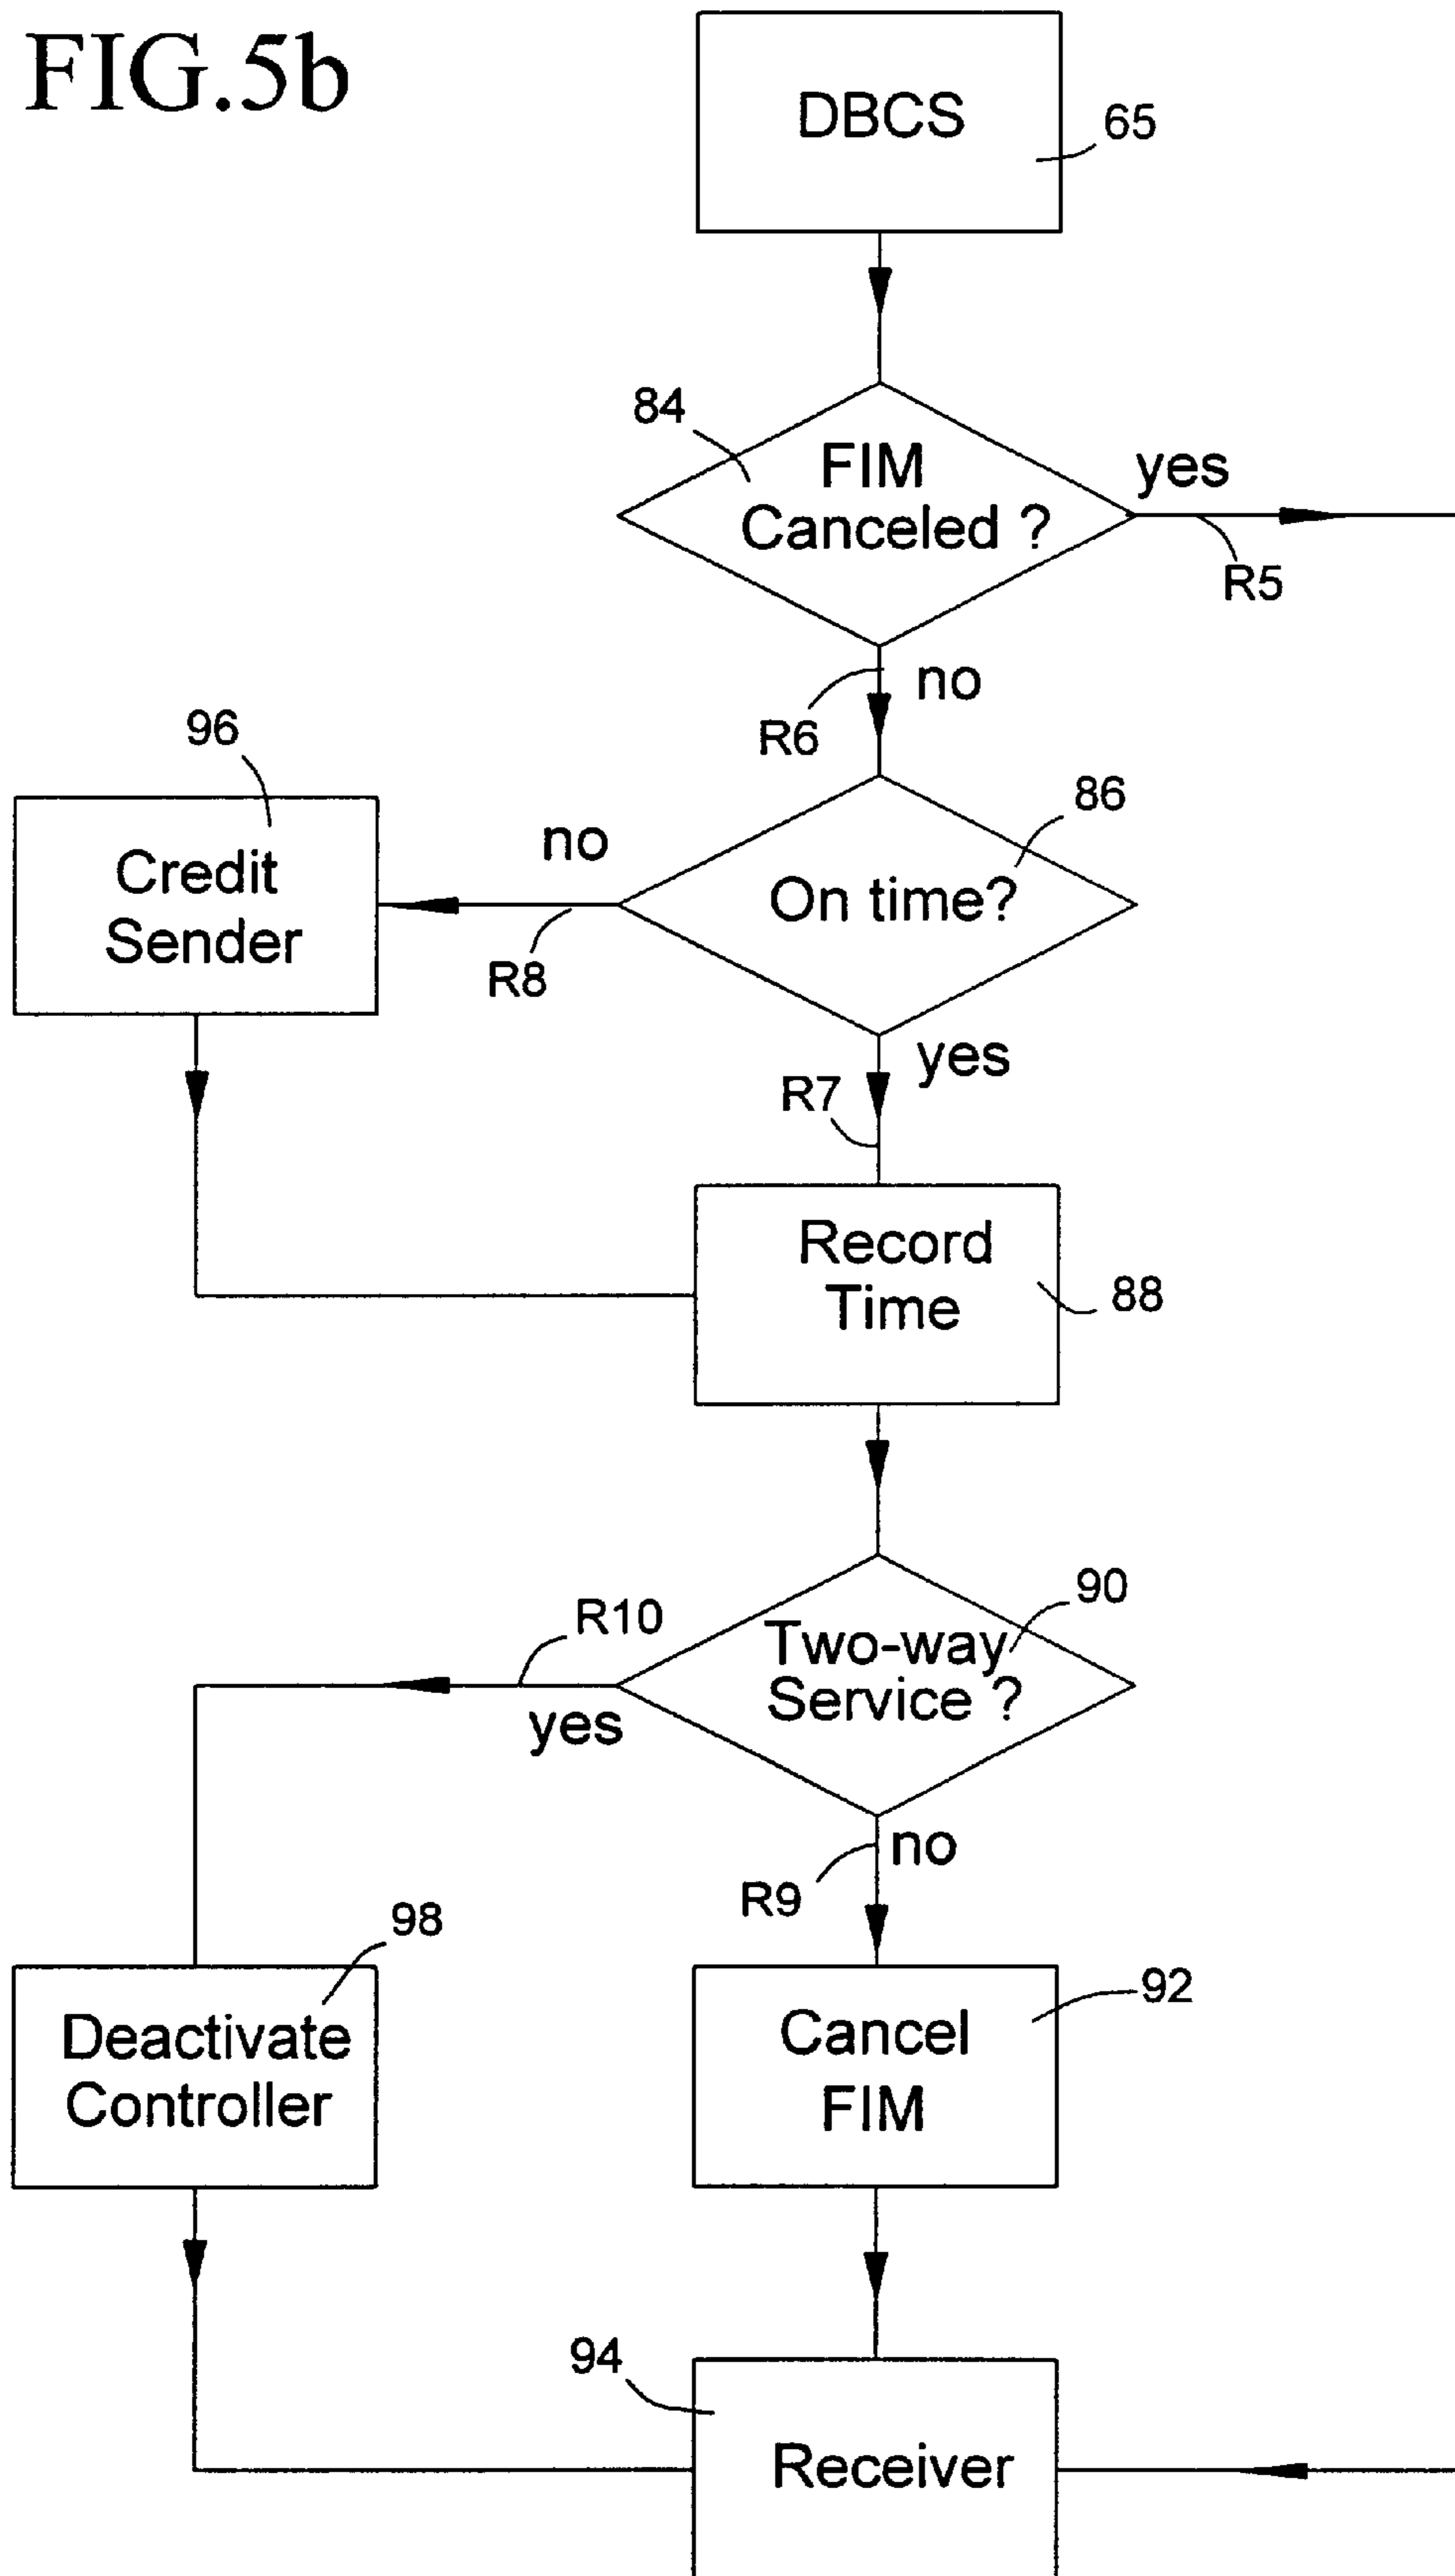 FIG.5b
DBCS
65
84
FIM
Canceled ?
yes
R5
R6
no
96
Credit
Sender
no
R8
86
On time?
yes
R7
Record
Time
88
R10
yes
90
Two-way
Service ?
no
R9
98
Deactivate
Controller
92
Cancel
FIM
94
Receiver